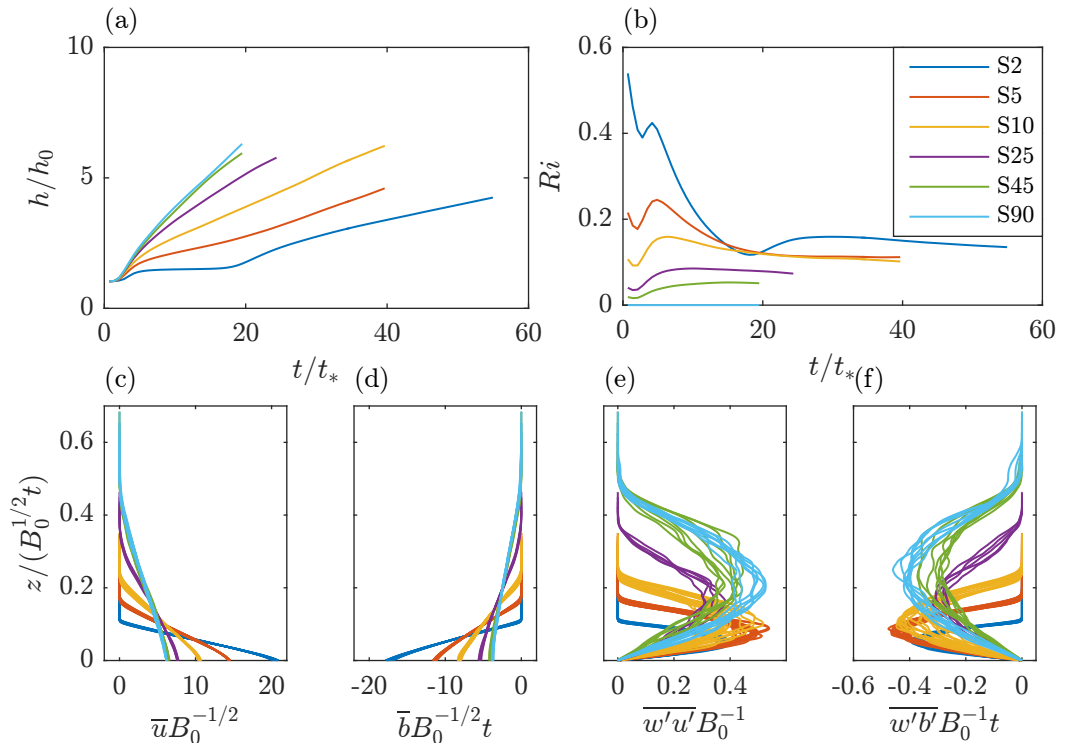 (a)
10
5
0
h/h₀
0 20 40 60
t/t*
(b)
0.6
0.4
0.2
0
Ri
0 20 40 60
t/t*
S2
S5
S10
S25
S45
S90
(c)
0.6
0.4
0.2
0
z/(B₀^{1/2}t)
0 10 20
u̅B₀^{-1/2}
(d)
-20 -10 0
b̅B₀^{-1/2}t
(e)
0 0.2 0.4
\overline{w'u'}B₀^{-1}
(f)
-0.6 -0.4 -0.2 0
\overline{w'b'}B₀^{-1}t